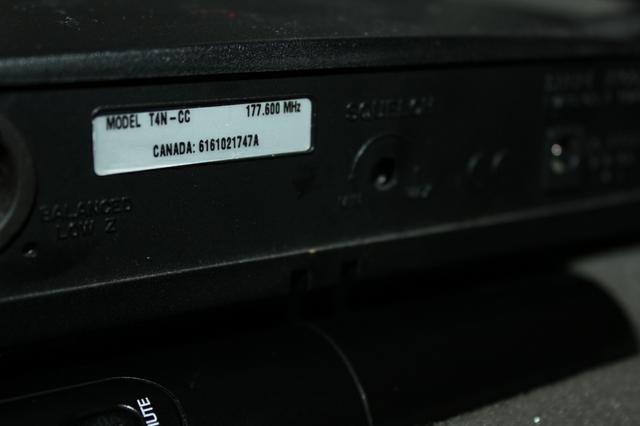 MODEL T4N-CC 177.600 MHz
CANADA: 6161021747A
SQUELCH
BALANCED
LOW Z
MUTE